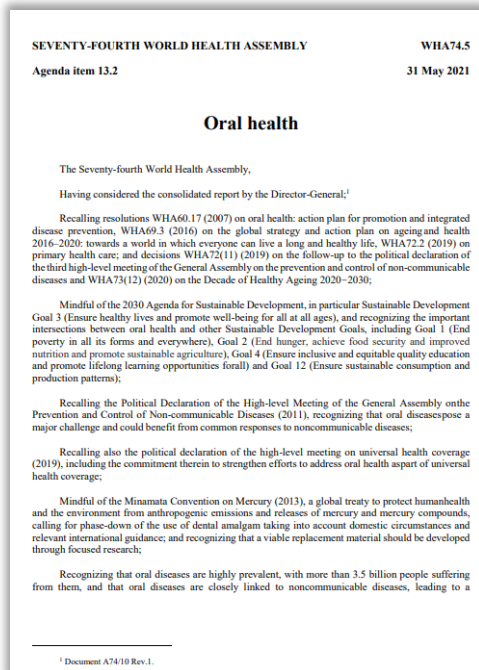 SEVENTY-FOURTH WORLD HEALTH ASSEMBLY WHA74.5
Agenda item 13.2 31 May 2021
Oral health
The Seventy-fourth World Health Assembly,
Having considered the consolidated report by the Director-General;¹
Recalling resolutions WHA60.17 (2007) on oral health: action plan for promotion and integrated
disease prevention, WHA69.3 (2016) on the global strategy and action plan on ageingand health
2016–2020: towards a world in which everyone can live a long and healthy life, WHA72.2 (2019) on
primary health care; and decisions WHA72(11) (2019) on the follow-up to the political declaration of
the third high-level meeting of the General Assembly on the prevention and control of non-communicable
diseases and WHA73(12) (2020) on the Decade of Healthy Ageing 2020–2030;
Mindful of the 2030 Agenda for Sustainable Development, in particular Sustainable Development
Goal 3 (Ensure healthy lives and promote well-being for all at all ages), and recognizing the important
intersections between oral health and other Sustainable Development Goals, including Goal 1 (End
poverty in all its forms and everywhere), Goal 2 (End hunger, achieve food security and improved
nutrition and promote sustainable agriculture), Goal 4 (Ensure inclusive and equitable quality education
and promote lifelong learning opportunities forall) and Goal 12 (Ensure sustainable consumption and
production patterns);
Recalling the Political Declaration of the High-level Meeting of the General Assembly onthe
Prevention and Control of Non-communicable Diseases (2011), recognizing that oral diseasespose a
major challenge and could benefit from common responses to noncommunicable diseases;
Recalling also the political declaration of the high-level meeting on universal health coverage
(2019), including the commitment therein to strengthen efforts to address oral health aspart of universal
health coverage;
Mindful of the Minamata Convention on Mercury (2013), a global treaty to protect humanhealth
and the environment from anthropogenic emissions and releases of mercury and mercury compounds,
calling for phase-down of the use of dental amalgam taking into account domestic circumstances and
relevant international guidance; and recognizing that a viable replacement material should be developed
through focused research;
Recognizing that oral diseases are highly prevalent, with more than 3.5 billion people suffering
from them, and that oral diseases are closely linked to noncommunicable diseases, leading to a
¹ Document A74/10 Rev.1.